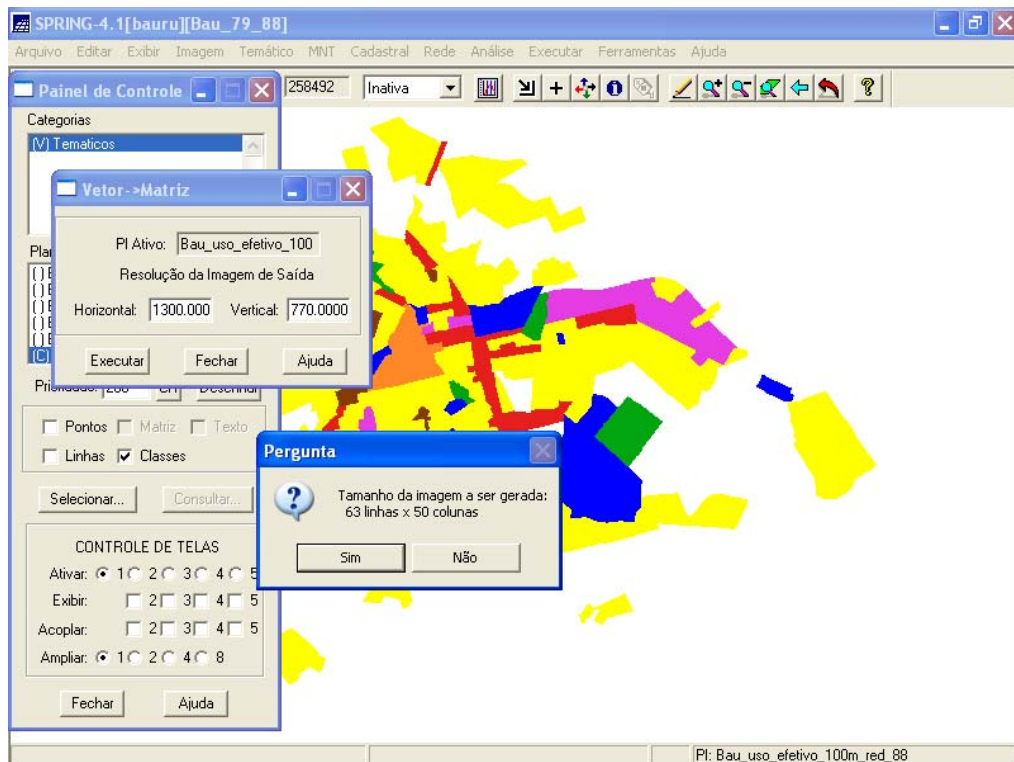 SPRING-4.1[bauru][Bau_79_88]
Arquivo Editar Exibir Imagem Temático MNT Cadastral Rede Análise Executar Ferramentas Ajuda
Painel de Controle
258492 Inativa
Categorias
(V) Tematicos
Vetor->Matriz
PI Ativo: Bau_uso_efetivo_100
Resolução da Imagem de Saída
Horizontal: 1300.000 Vertical: 770.0000
Executar Fechar Ajuda
Pontos Matriz Texto
Linhas Classes
Selecionar... Consultar...
Pergunta
Tamanho da imagem a ser gerada:
63 linhas x 50 colunas
Sim Não
CONTROLE DE TELAS
Ativar: 1 2 3 4 5
Exibir: 2 3 4 5
Acoplar: 2 3 4 5
Ampliar: 1 2 4 8
Fechar Ajuda
PI: Bau_uso_efetivo_100m_red_88